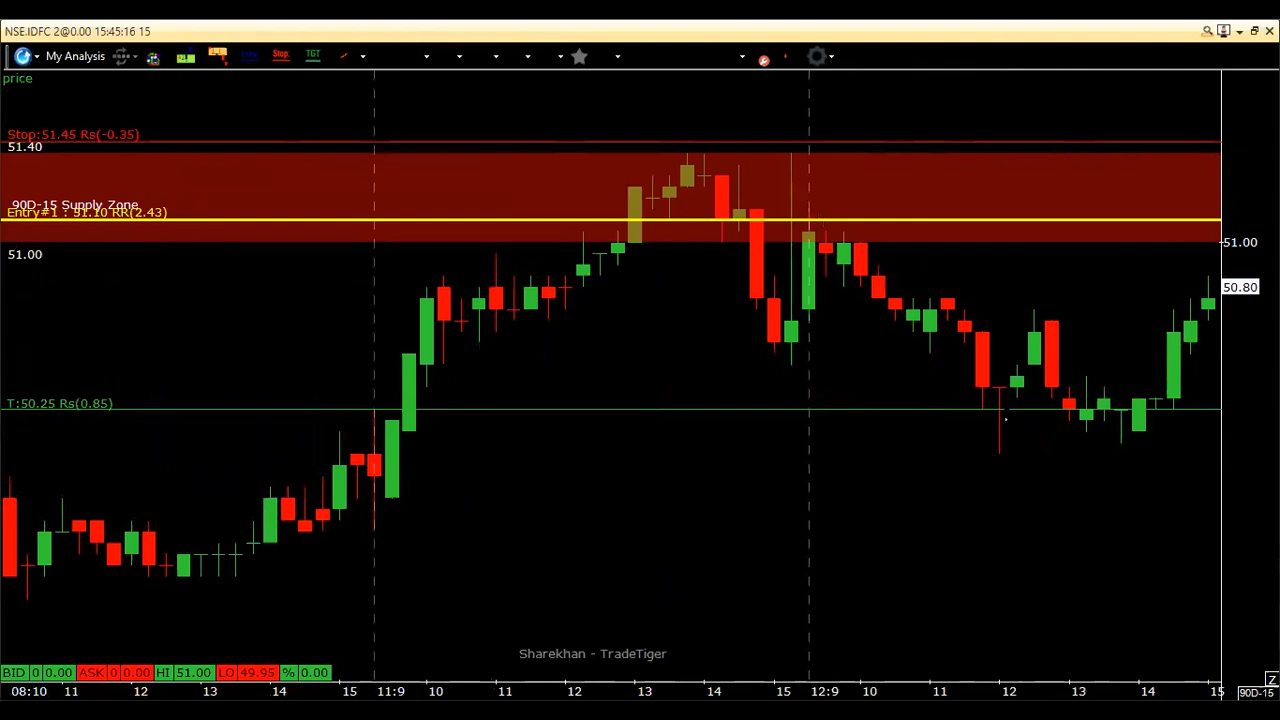 NSE.IDFC 2@0.00 15:45:16 15
My Analysis
Stop
TGT
price
Stop:51.45 Rs(-0.35)
51.40
90D-15 Supply Zone
Entry#1 : 51.10 RR(2.43)
51.00
51.00
50.80
T:50.25 Rs(0.85)
Sharekhan - TradeTiger
BID 0 0.00 ASK 0 0.00 HI 51.00 LO 49.95 % 0.00
Z
08:10 11 12 13 14 15 11:9 10 11 12 13 14 15 12:9 10 11 12 13 14 15 90D-15